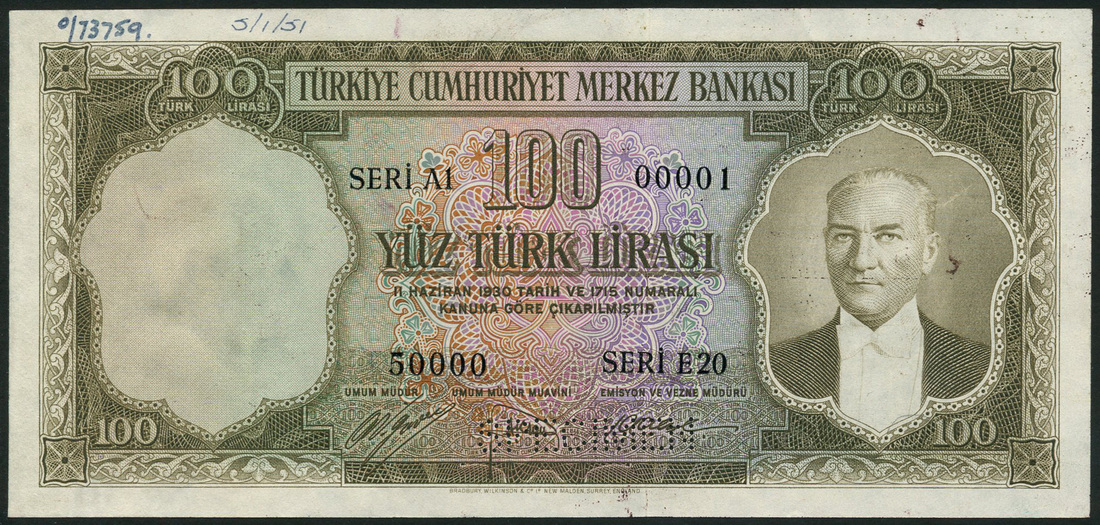 0/73759. 5/1/51
100 TÜRK LİRASI
TÜRKİYE CUMHURİYET MERKEZ BANKASI
100 TÜRK LİRASI
SERİ A1 100 00001
YÜZ TÜRK LİRASI
11 HAZİRAN 1930 TARİH VE 1715 NUMARALI
KANUNA GÖRE ÇIKARILMIŞTIR
50000 SERİ E20
UMUM MÜDÜR UMUM MÜDÜR MUAVİNİ EMİSYON VE VEZNE MÜDÜRÜ
100 100
BRADBURY, WILKINSON & Cº Lᵈ NEW MALDEN, SURREY, ENGLAND.